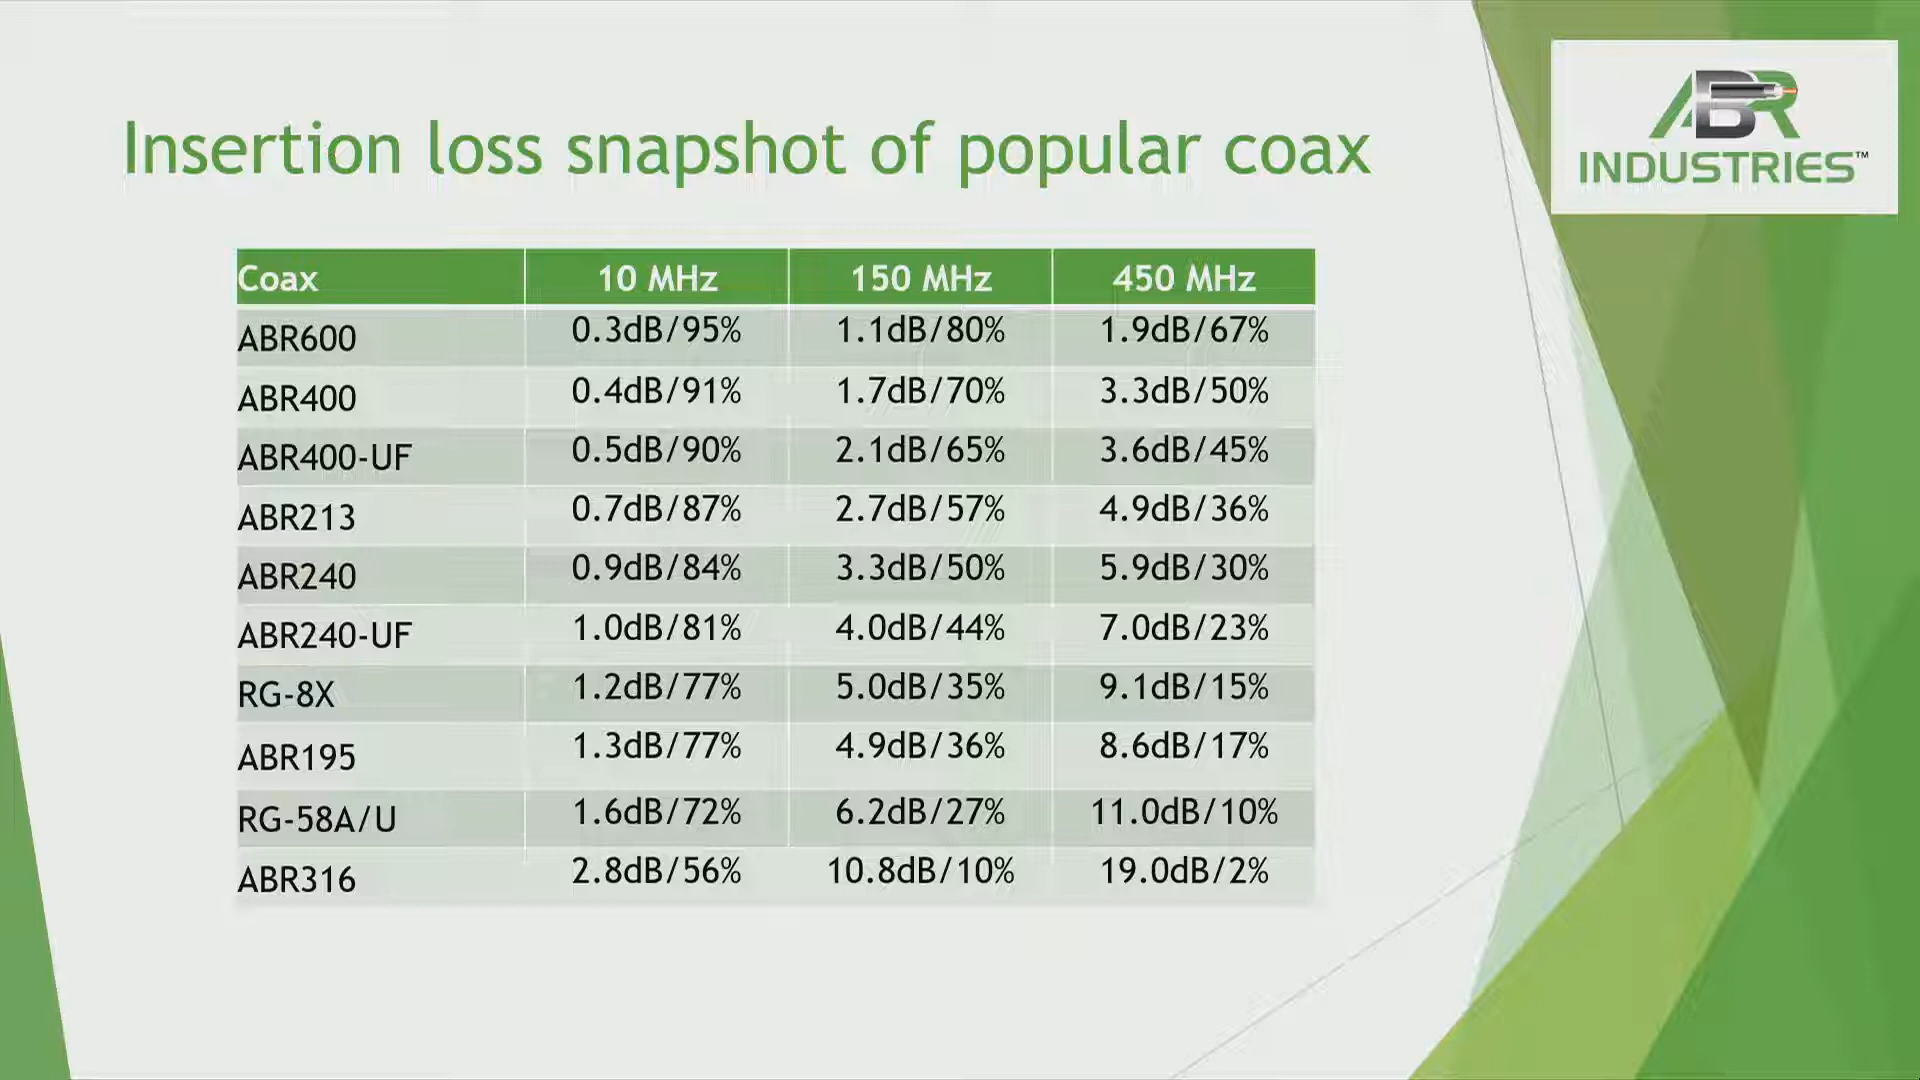 Insertion loss snapshot of popular coax
ABR
INDUSTRIES™
Coax 10 MHz 150 MHz 450 MHz
ABR600 0.3dB/95% 1.1dB/80% 1.9dB/67%
ABR400 0.4dB/91% 1.7dB/70% 3.3dB/50%
ABR400-UF 0.5dB/90% 2.1dB/65% 3.6dB/45%
ABR213 0.7dB/87% 2.7dB/57% 4.9dB/36%
ABR240 0.9dB/84% 3.3dB/50% 5.9dB/30%
ABR240-UF 1.0dB/81% 4.0dB/44% 7.0dB/23%
RG-8X 1.2dB/77% 5.0dB/35% 9.1dB/15%
ABR195 1.3dB/77% 4.9dB/36% 8.6dB/17%
RG-58A/U 1.6dB/72% 6.2dB/27% 11.0dB/10%
ABR316 2.8dB/56% 10.8dB/10% 19.0dB/2%